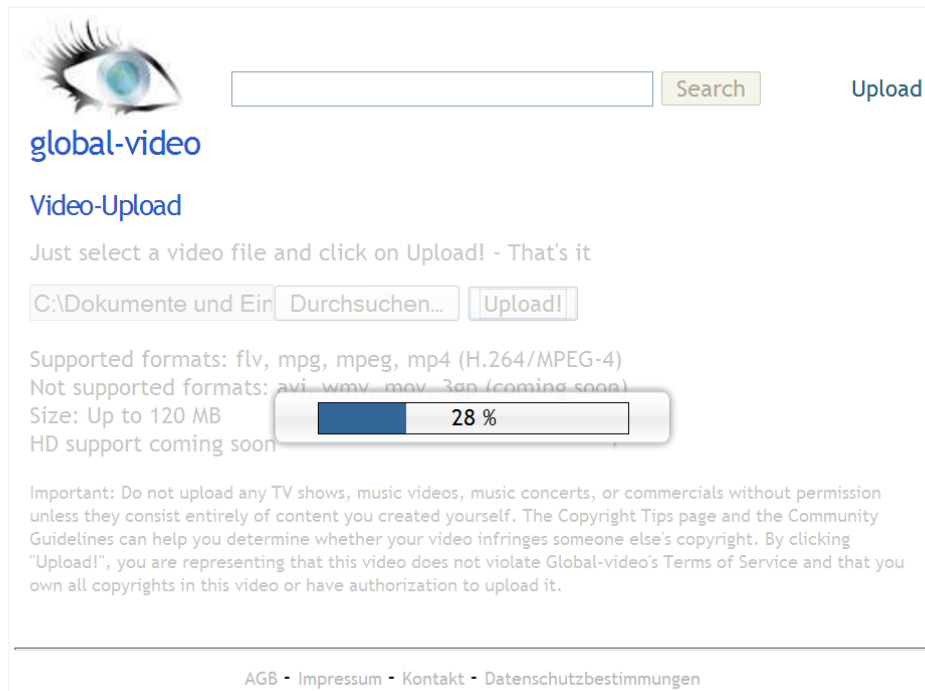 Search
Upload
global-video
Video-Upload
Just select a video file and click on Upload! - That's it
C:\Dokumente und Ein Durchsuchen... Upload!
Supported formats: flv, mpg, mpeg, mp4 (H.264/MPEG-4)
Not supported formats: avi, wmv, mov, 3gp (coming soon)
28 %
Size: Up to 120 MB
HD support coming soon
Important: Do not upload any TV shows, music videos, music concerts, or commercials without permission
unless they consist entirely of content you created yourself. The Copyright Tips page and the Community
Guidelines can help you determine whether your video infringes someone else's copyright. By clicking
"Upload!", you are representing that this video does not violate Global-video's Terms of Service and that you
own all copyrights in this video or have authorization to upload it.
AGB - Impressum - Kontakt - Datenschutzbestimmungen